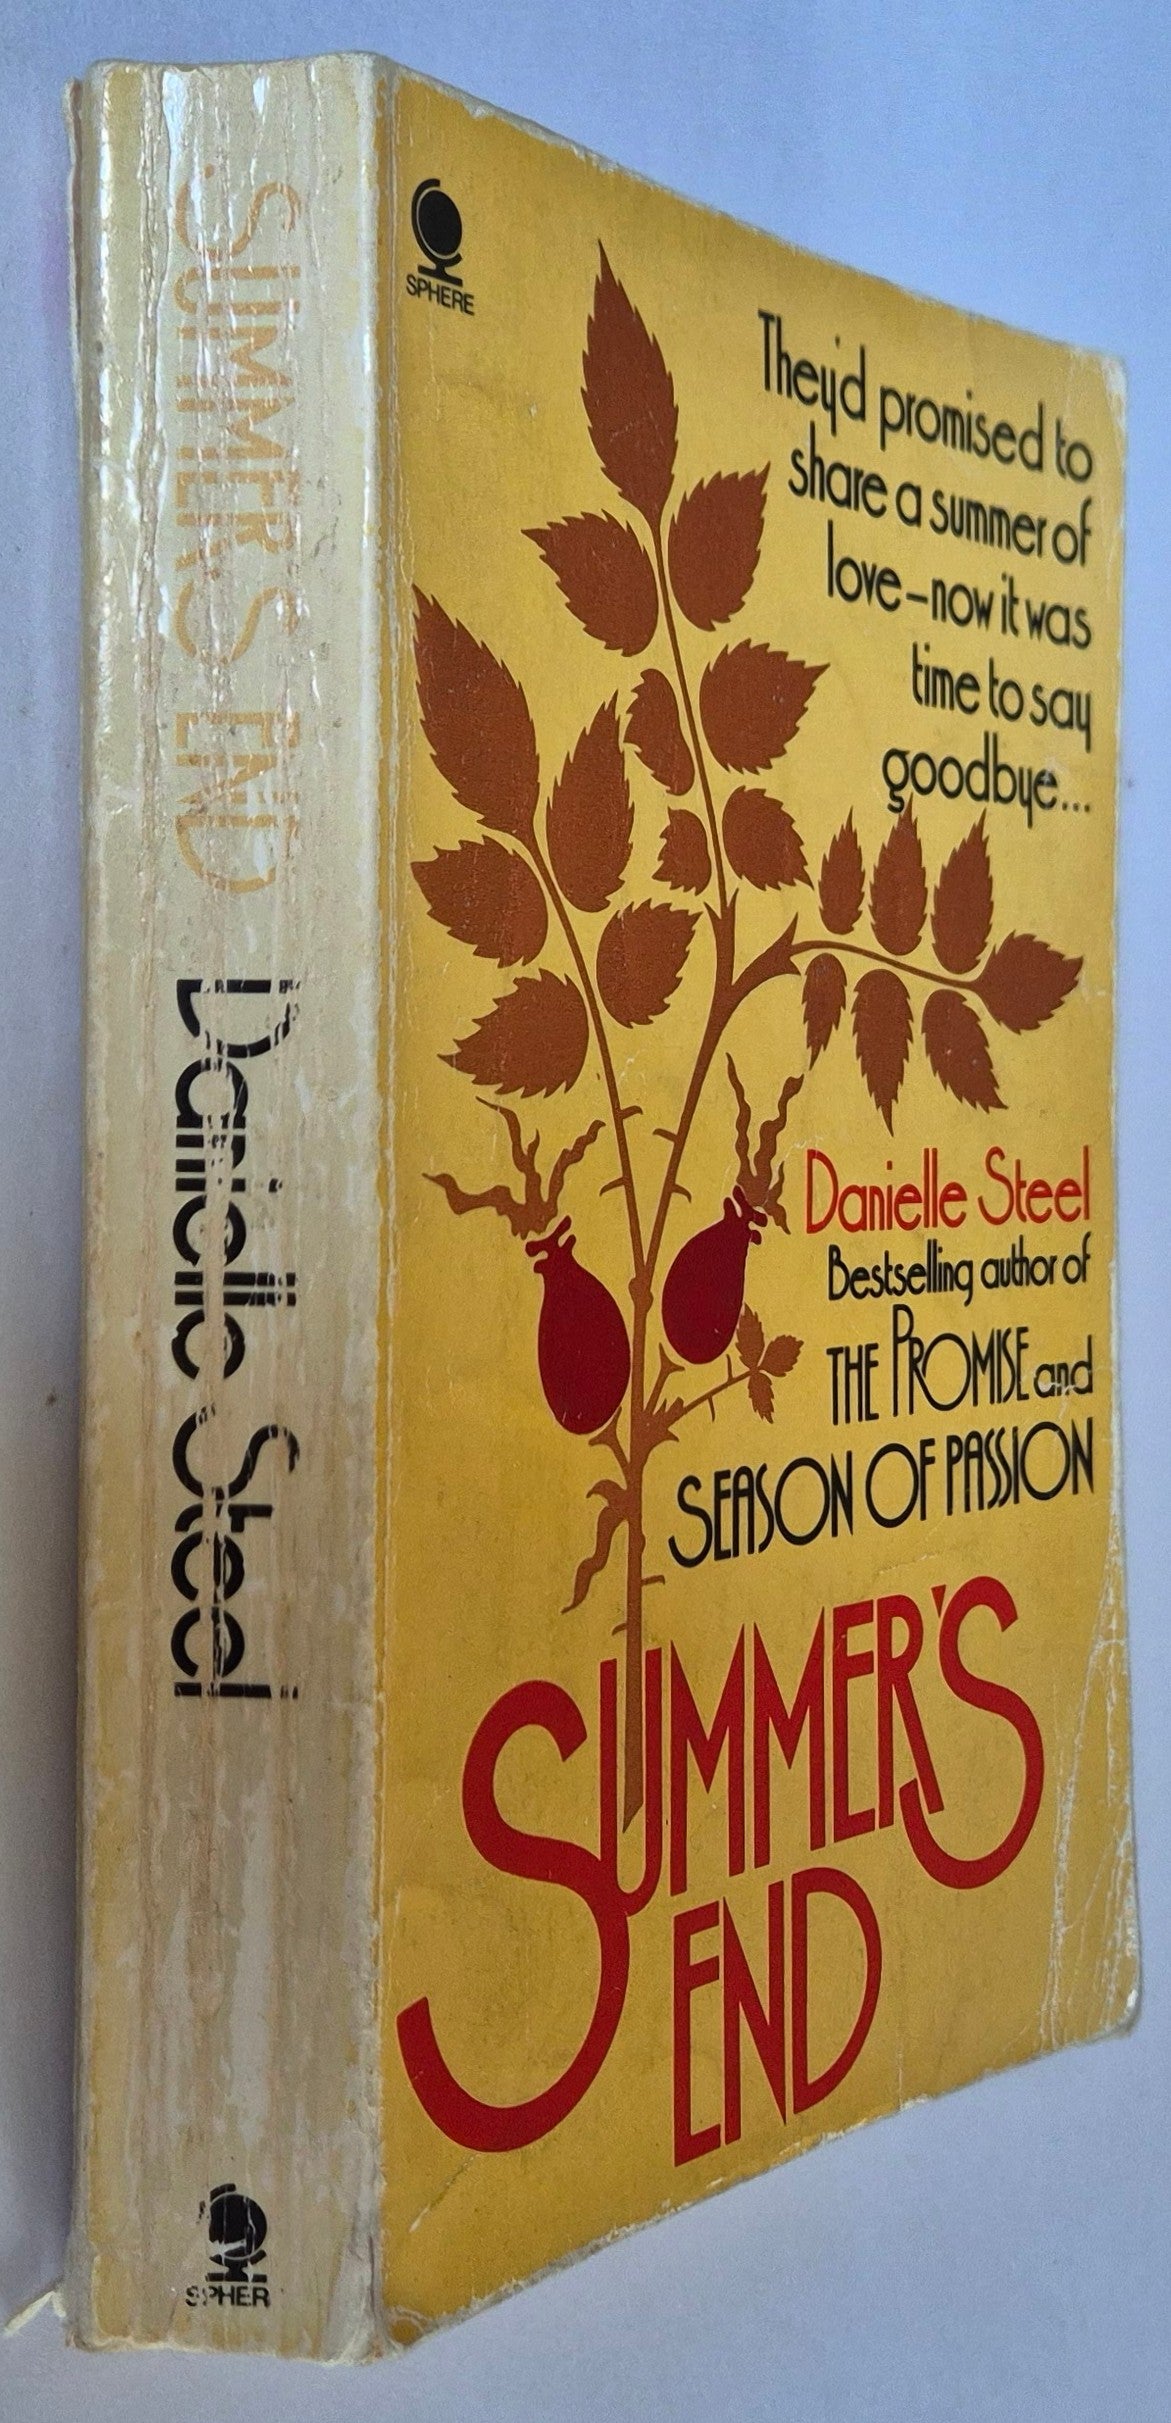 SUMMER'S END
Danielle Steel
SPHER
SPHERE
They'd promised to
share a summer of
love–now it was
time to say
goodbye...
Danielle Steel
Bestselling author of
THE PROMISE and
SEASON OF PASSION
SUMMER'S
END